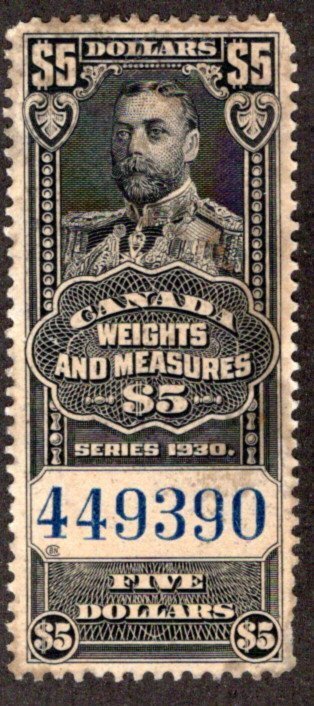 $5 DOLLARS $5
CANADA
WEIGHTS
AND MEASURES
$5
SERIES 1930.
449390
FIVE
DOLLARS
$5 $5